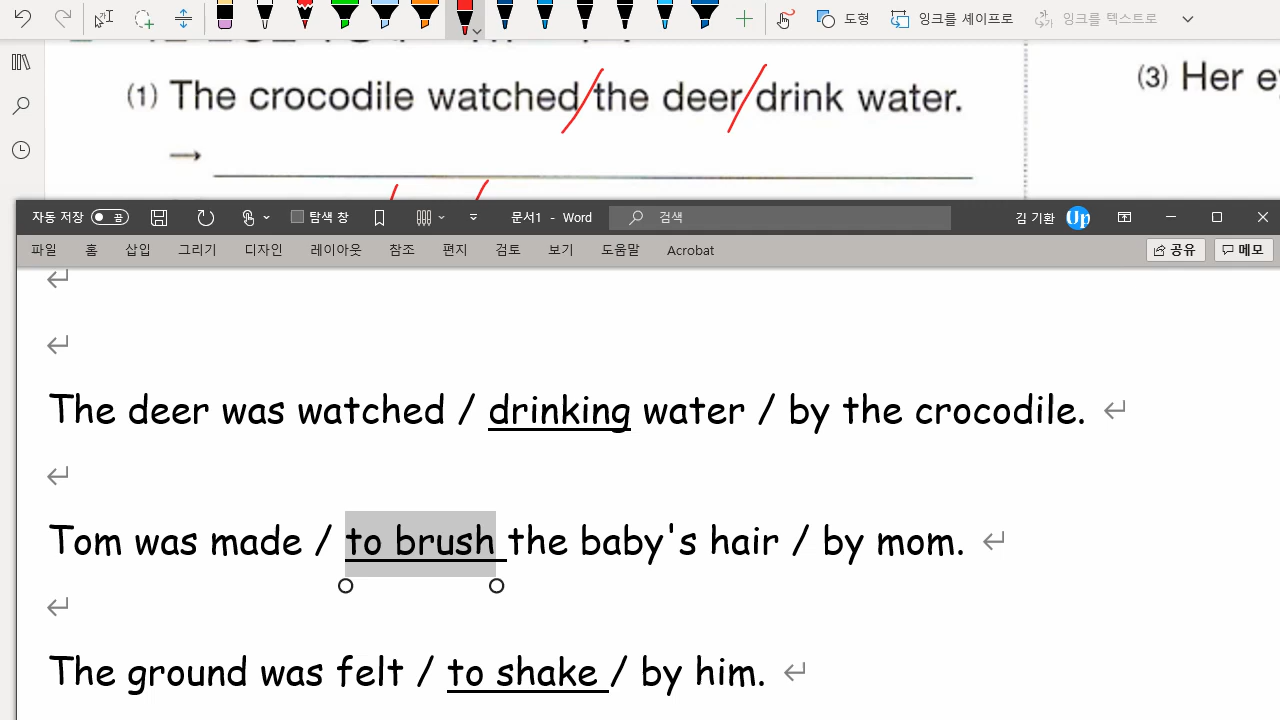 도형
잉크를 셰이프로
잉크를 텍스트로
(1) The crocodile watched/the deer/drink water.
(3) Her
→
자동 저장 끔
탐색 창
문서1 - Word
검색
김 기환
Up
파일 홈 삽입 그리기 디자인 레이아웃 참조 편지 검토 보기 도움말 Acrobat
공유 메모
The deer was watched / drinking water / by the crocodile.
Tom was made / to brush the baby's hair / by mom.
The ground was felt / to shake / by him.